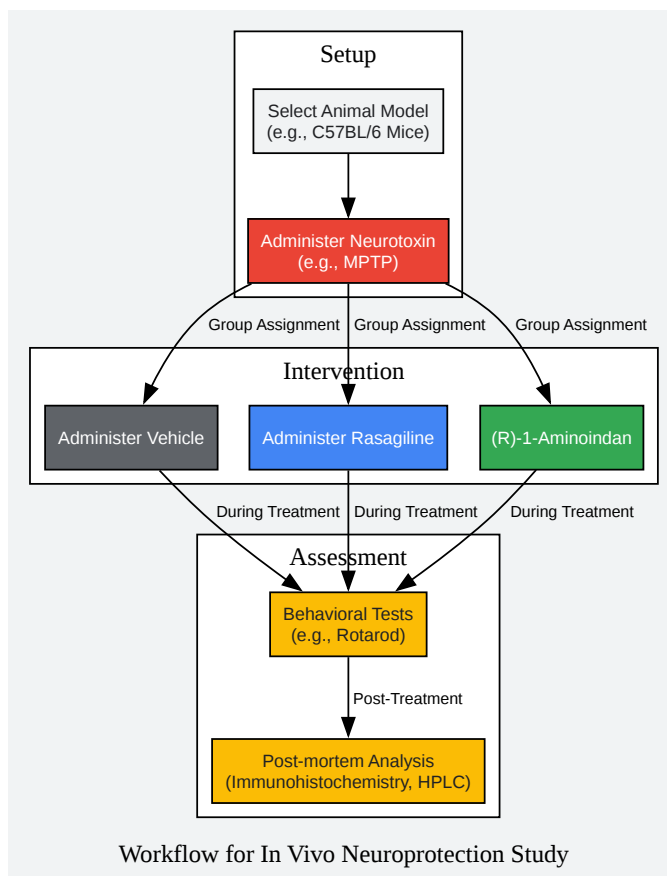 Setup
Select Animal Model
(e.g., C57BL/6 Mice)
Administer Neurotoxin
(e.g., MPTP)
Group Assignment
Group Assignment
Group Assignment
Intervention
Administer Vehicle
Administer Rasagiline
(R)-1-Aminoindan
During Treatment
During Treatment
During Treatment
Assessment
Behavioral Tests
(e.g., Rotarod)
Post-Treatment
Post-mortem Analysis
(Immunohistochemistry, HPLC)
Workflow for In Vivo Neuroprotection Study